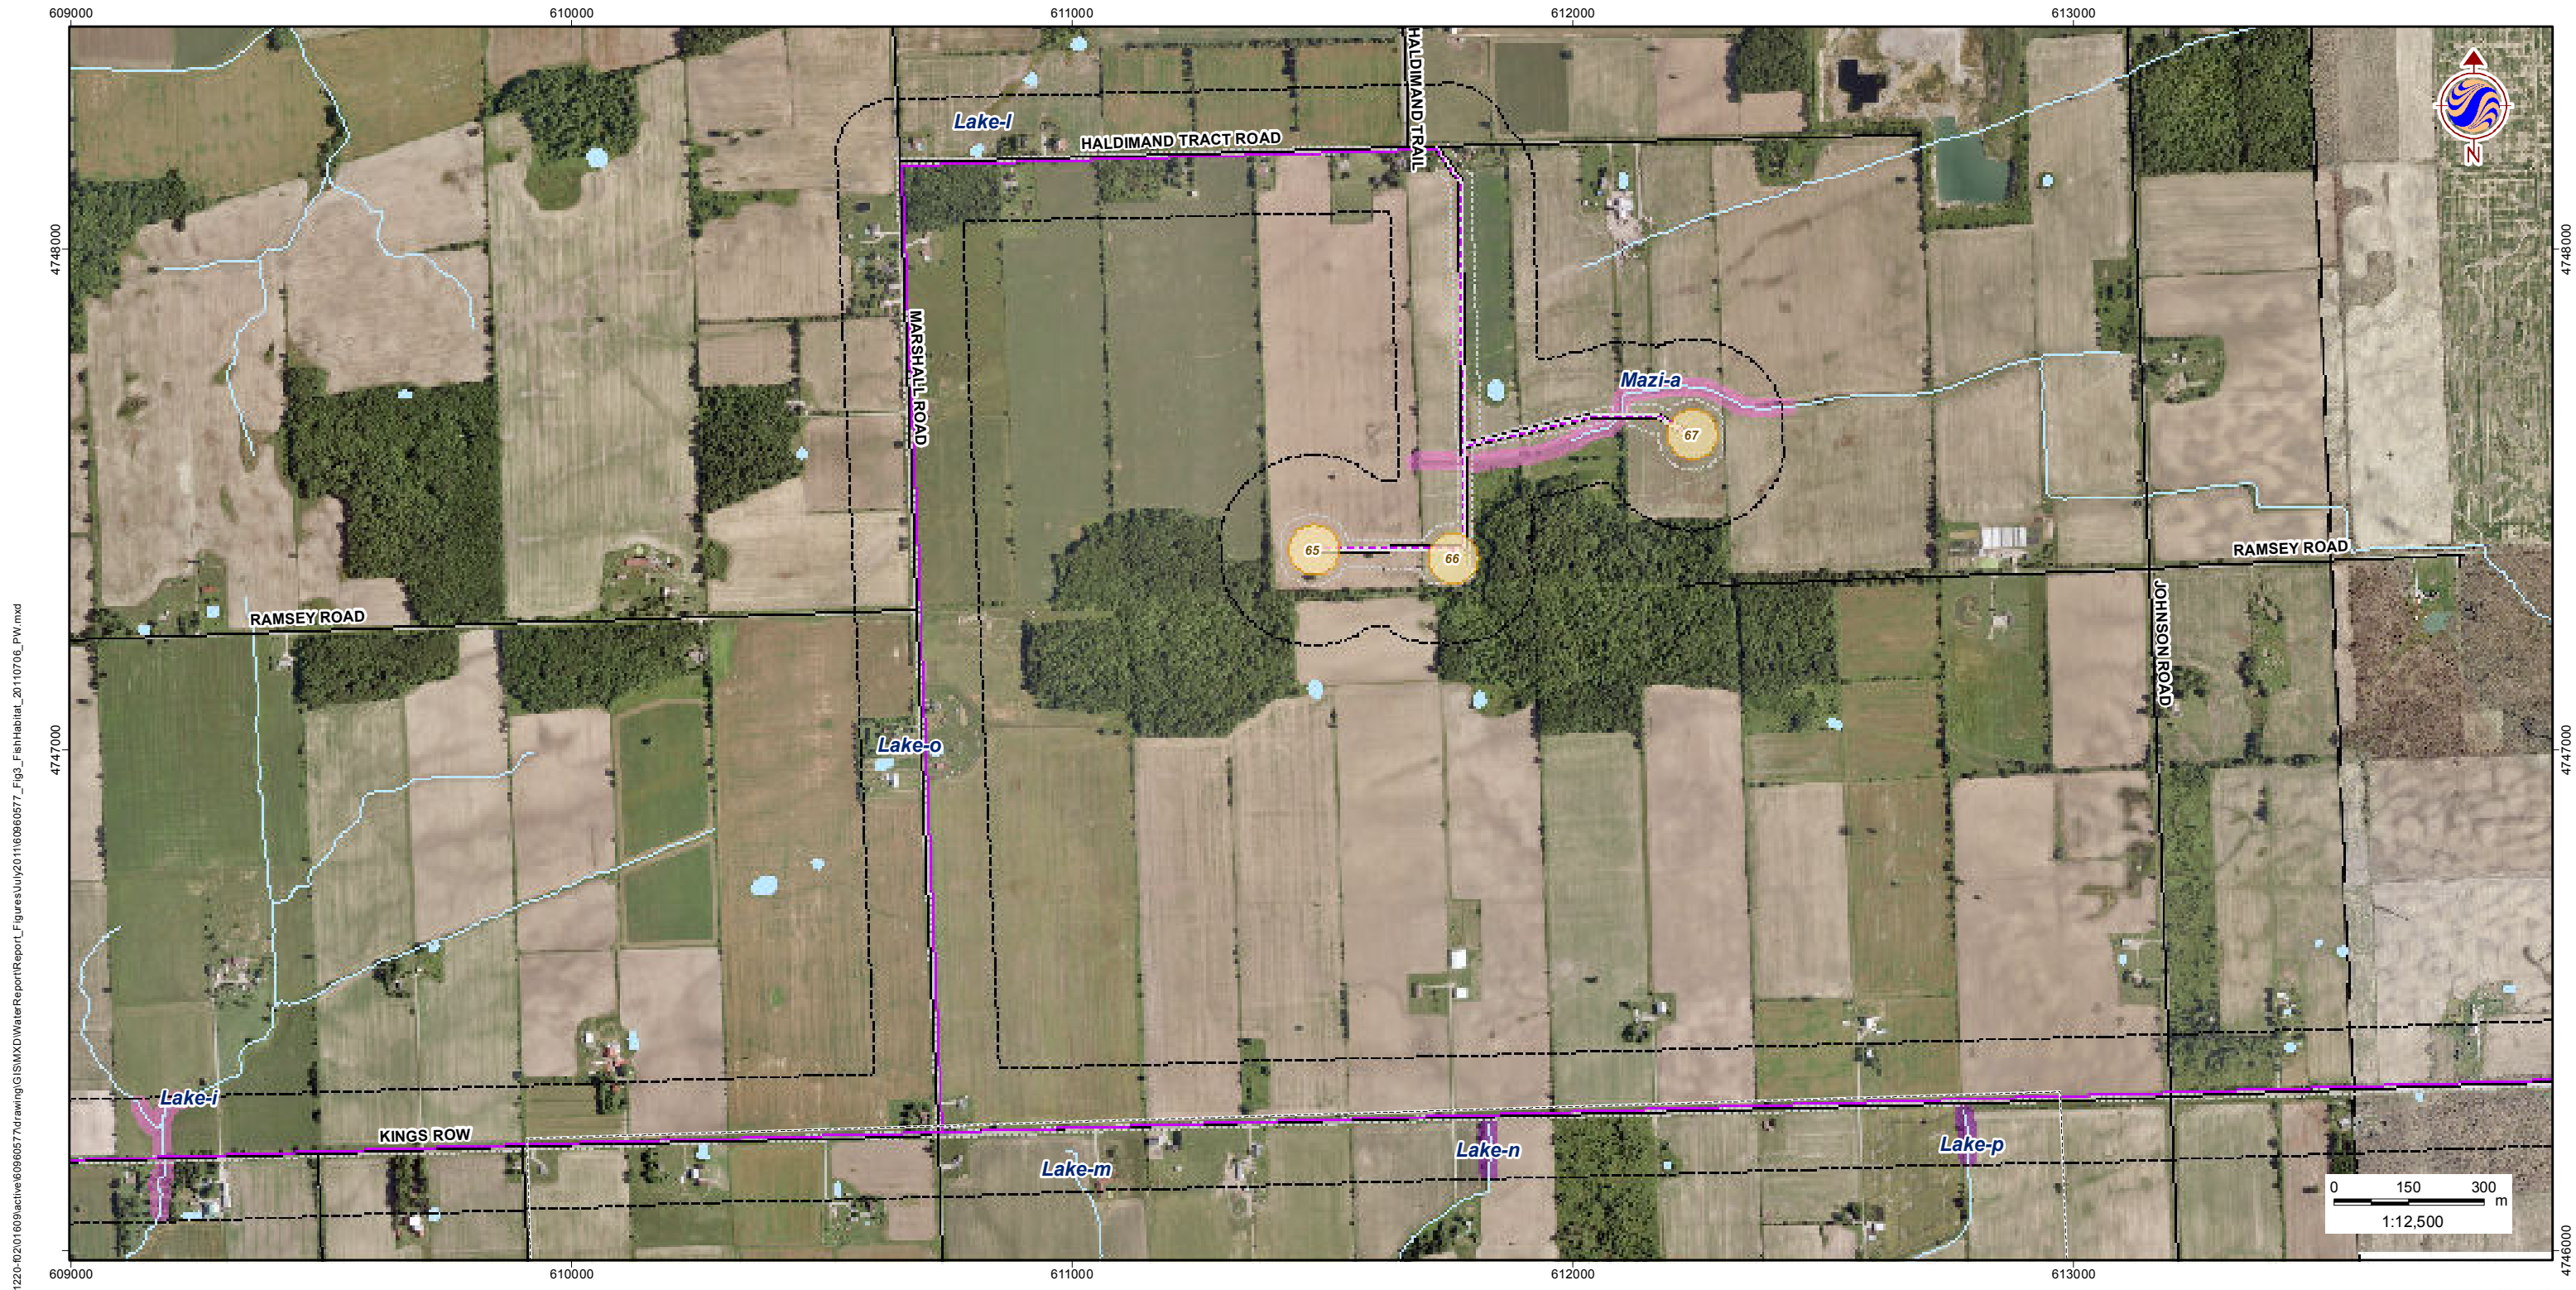 609000
610000
611000
612000
613000
4748000
4748000
HALDIMAND TRAIL
Lake-l
HALDIMAND TRACT ROAD
N
MARSHALL ROAD
Mazi-a
67
65
66
RAMSEY ROAD
RAMSEY ROAD
JOHNSON ROAD
4747000
4747000
Lake-o
Lake-i
KINGS ROW
Lake-m
Lake-n
Lake-p
0 150 300
m
1:12,500
4746000
609000
610000
611000
612000
613000